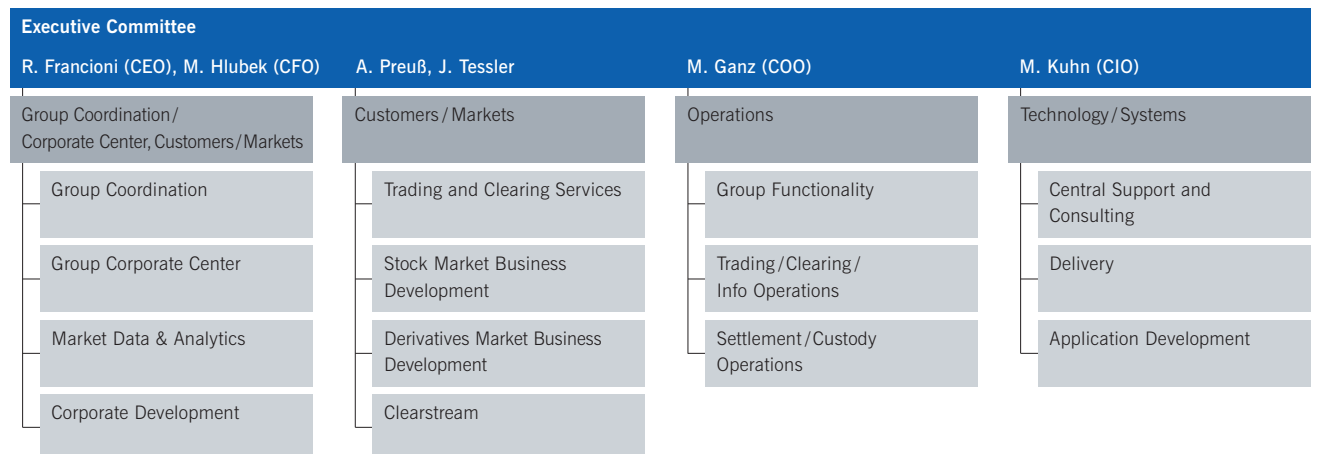 Executive Committee
R. Francioni (CEO), M. Hlubek (CFO)
A. Preuß, J. Tessler
M. Ganz (COO)
M. Kuhn (CIO)
Group Coordination/
Corporate Center, Customers/Markets
Customers/Markets
Operations
Technology/Systems
Group Coordination
Trading and Clearing Services
Group Functionality
Central Support and
Consulting
Group Corporate Center
Stock Market Business
Development
Trading/Clearing/
Info Operations
Delivery
Market Data & Analytics
Derivatives Market Business
Development
Settlement/Custody
Operations
Application Development
Corporate Development
Clearstream